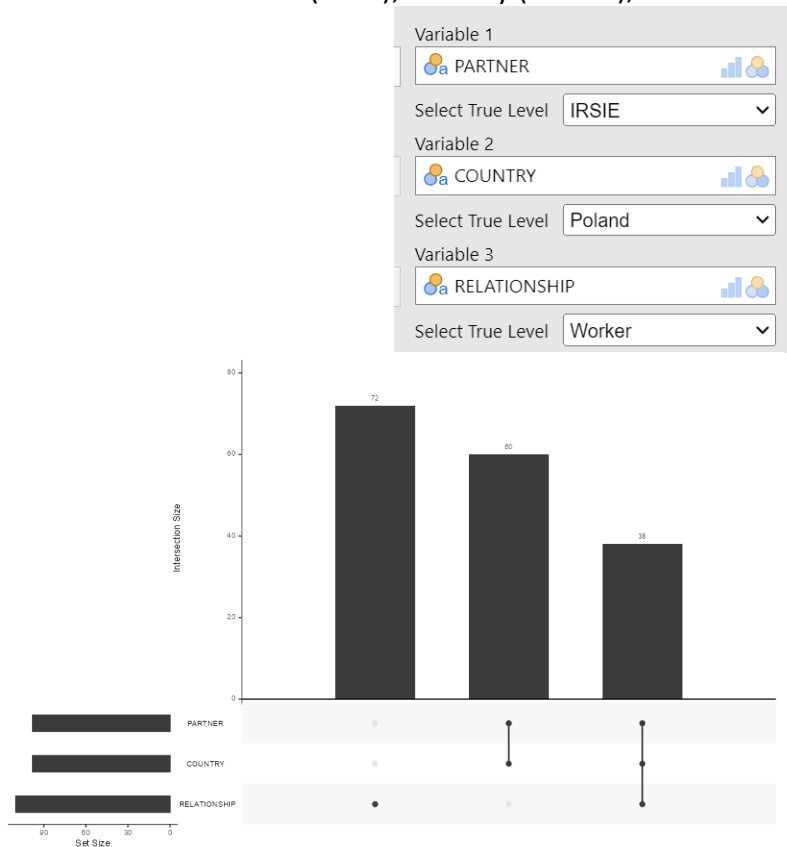 Variable 1
a PARTNER
Select True Level IRSIE
Variable 2
a COUNTRY
Select True Level Poland
Variable 3
a RELATIONSHIP
Select True Level Worker
80
72
60
60
Intersection Size
40
38
20
0
PARTNER
COUNTRY
RELATIONSHIP
90 60 30 0
Set Size